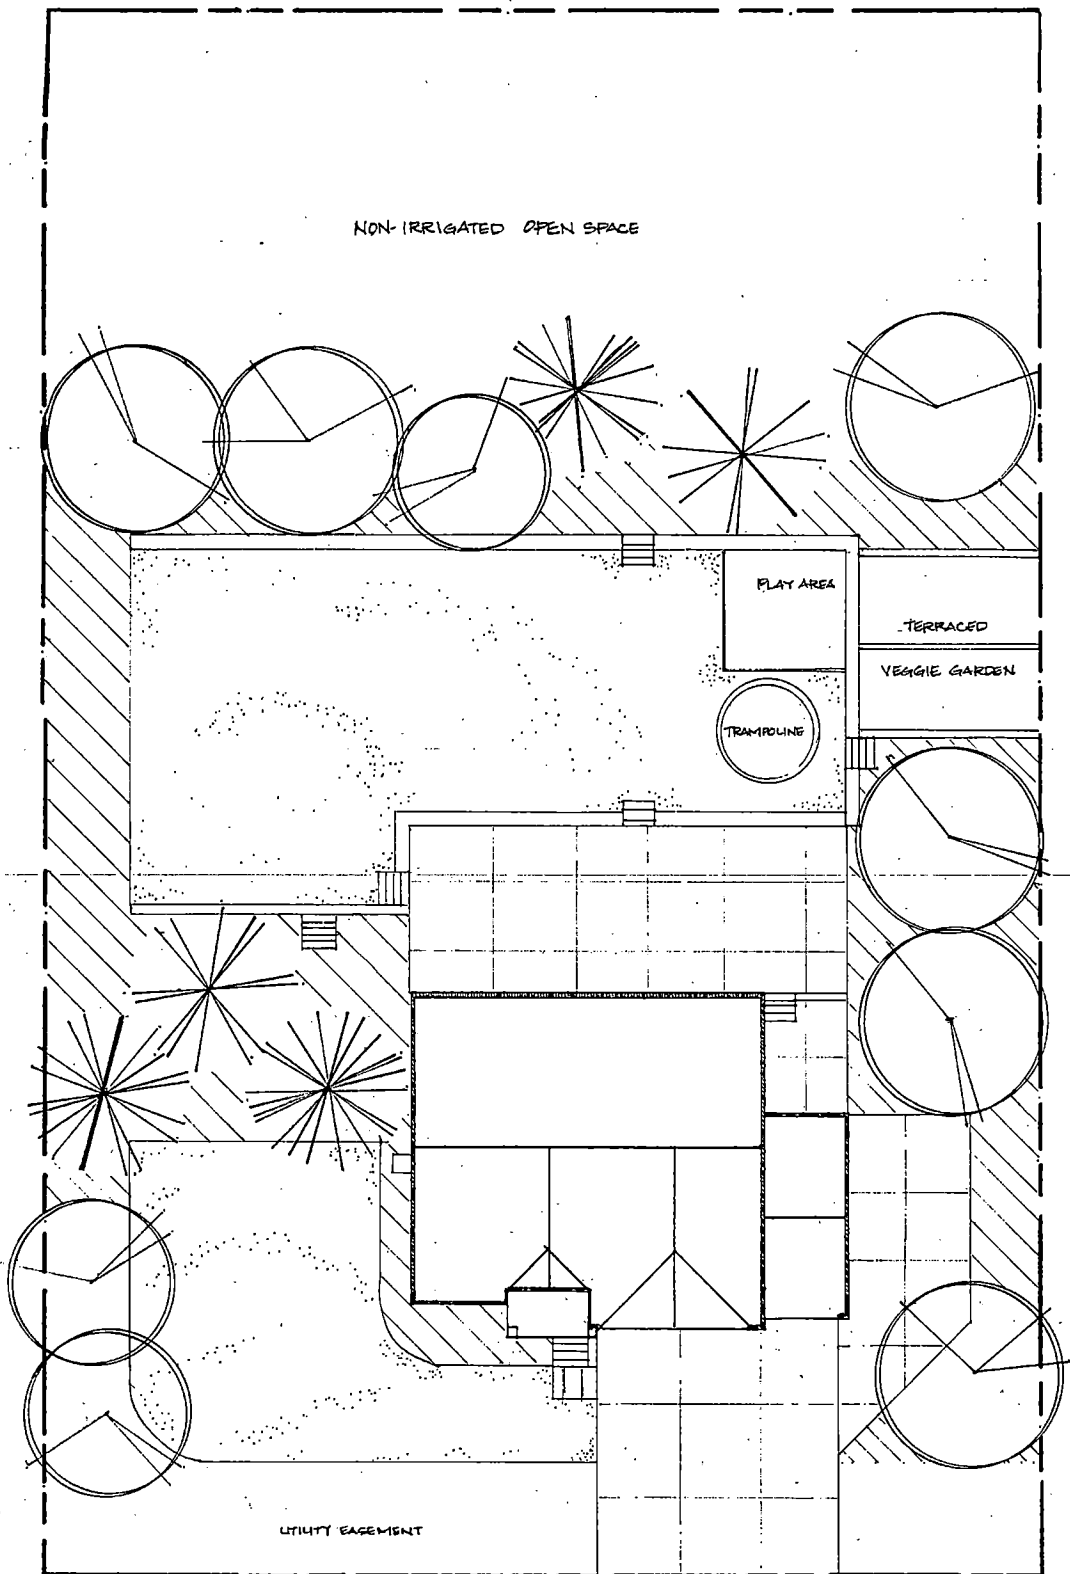 NON-IRRIGATED OPEN SPACE
PLAY AREA
TERRACED
VEGGIE GARDEN
TRAMPOLINE
UTILITY EASEMENT